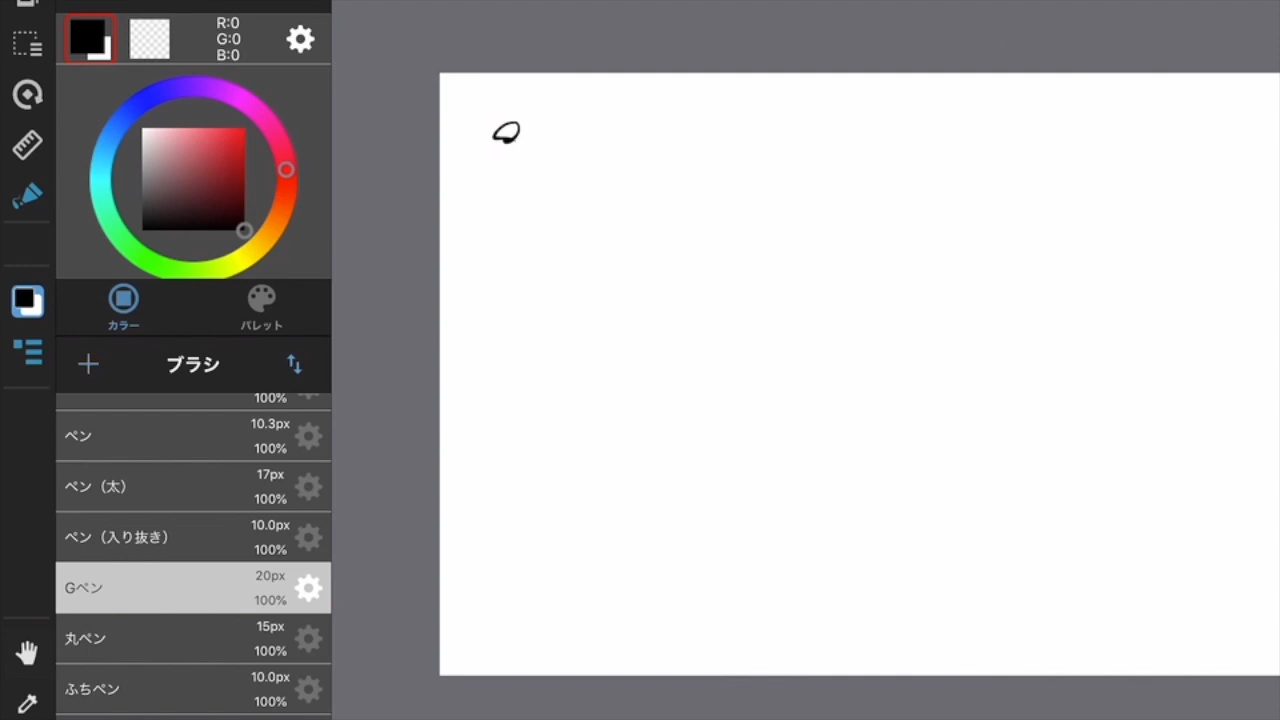 R:0
G:0
B:0
カラー
パレット
ブラシ
100%
ペン
10.3px
100%
ペン（太）
17px
100%
ペン（入り抜き）
10.0px
100%
Gペン
20px
100%
丸ペン
15px
100%
ふちペン
10.0px
100%